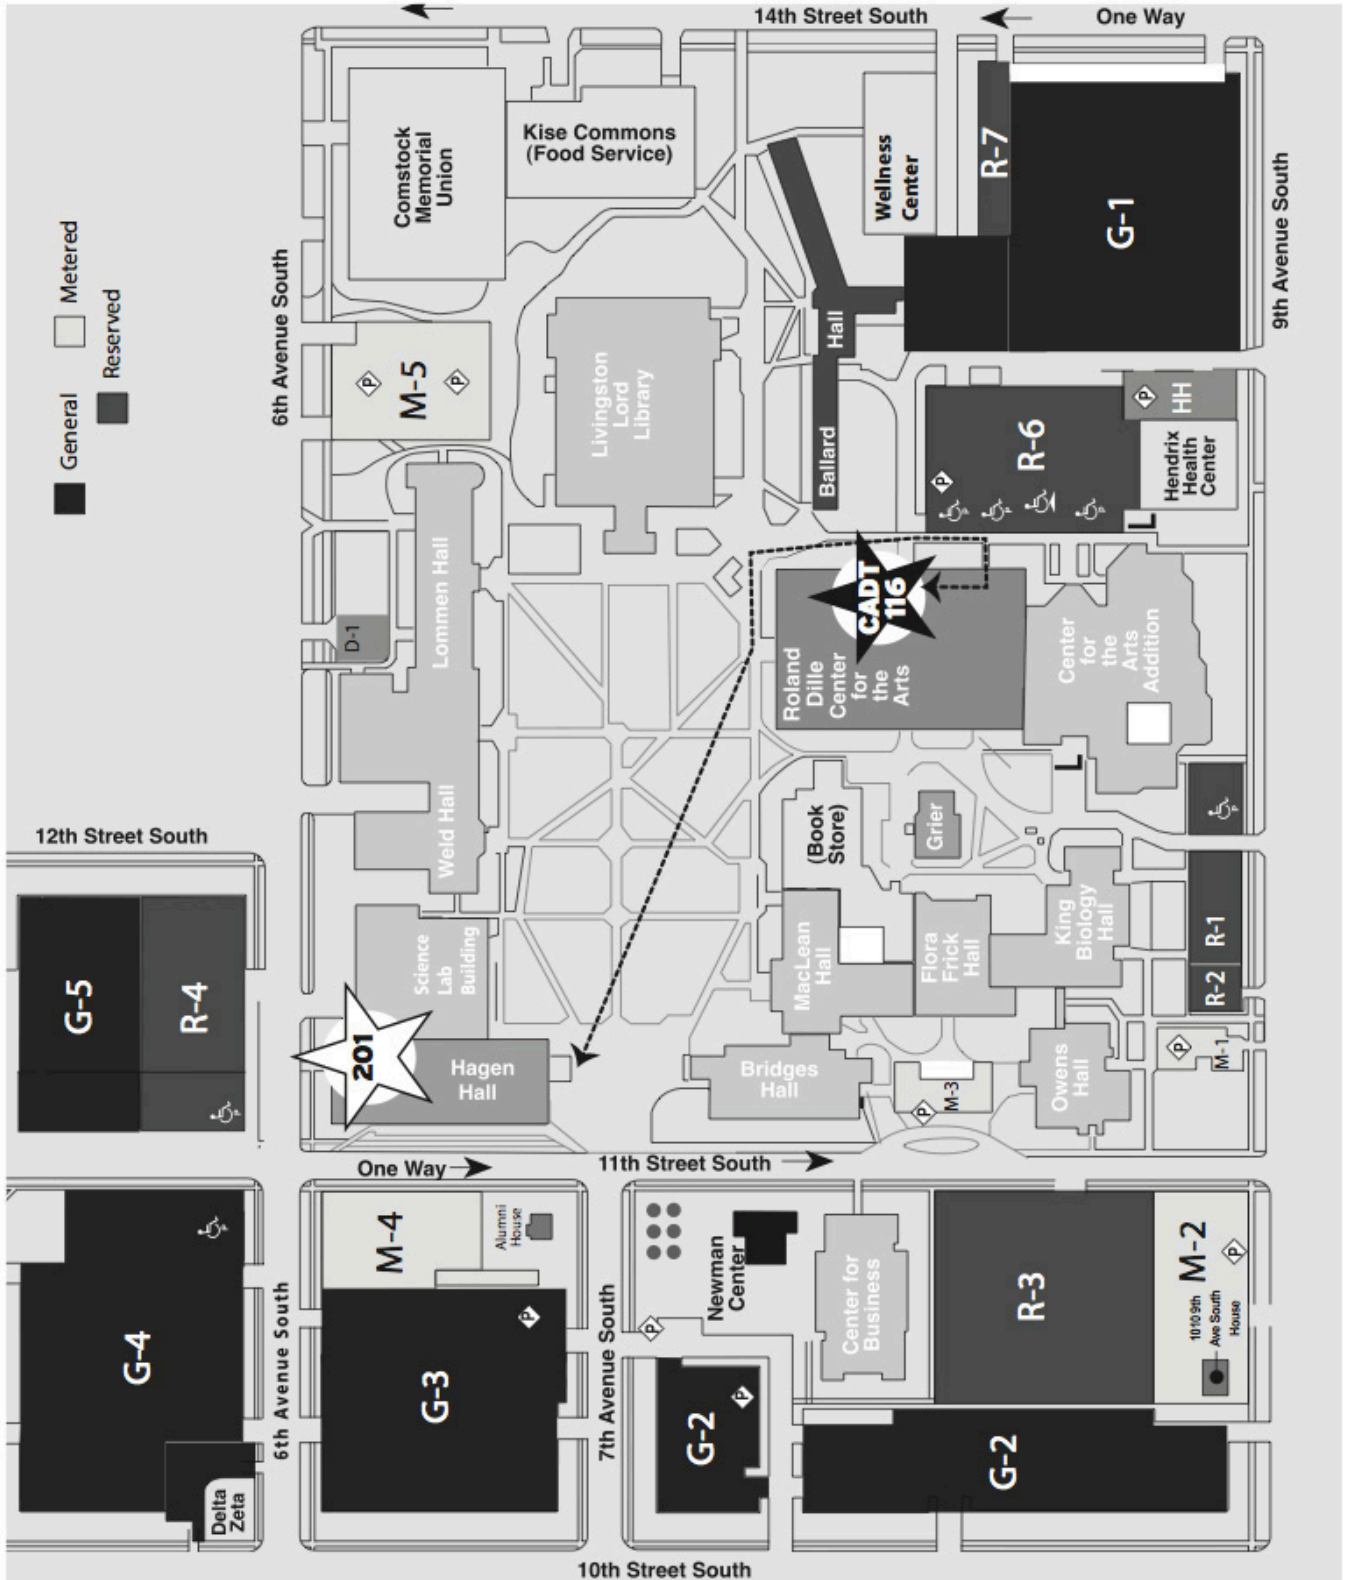 14th Street South
One Way
Comstock
Memorial
Union
Kise Commons
(Food Service)
Wellness
Center
R-7
G-1
9th Avenue South
Metered
General
Reserved
6th Avenue South
M-5
P
P
Livingston
Lord
Library
Hall
Ballard
R-6
P
P
HH
Hendrix
Health
Center
L
Lommen Hall
D-1
CADT
116
Roland
Dille
Center
for
the
Arts
Center
for
the
Arts
Addition
L
Weld Hall
(Book
Store)
Grier
12th Street South
G-5
R-4
Science
Lab
Building
MacLean
Hall
Flora
Frick
Hall
King
Biology
Hall
R-1
R-2
201
Hagen
Hall
Bridges
Hall
M-3
P
Owens
Hall
P
M-1
One Way
11th Street South
G-4
Delta
Zeta
6th Avenue South
M-4
Alumni
House
P
G-3
7th Avenue South
P
Newman
Center
Center for
Business
R-3
M-2
P
1010 9th
Ave South
House
G-2
P
G-2
10th Street South